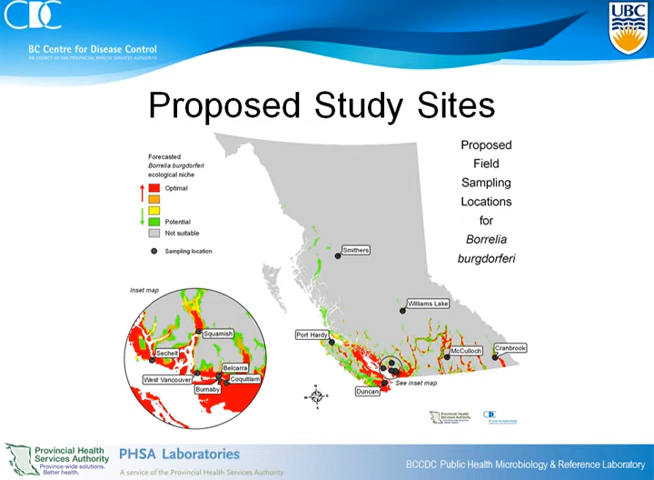 CDC
UBC
BC Centre for Disease Control
AN AGENCY OF THE PROVINCIAL HEALTH SERVICES AUTHORITY
Proposed Study Sites
Proposed
Field
Sampling
Locations
for
Borrelia
burgdorferi
Forecasted
Borrelia burgdorferi
ecological niche
Optimal
Potential
Not suitable
Sampling location
Smithers
Williams Lake
Port Hardy
McCulloch
Cranbrook
See inset map
Duncan
Inset map
Squamish
Sechelt
Belcarra
West Vancouver
Coquitlam
Burnaby
Provincial Health
Services Authority
Province-wide solutions.
Better health.
PHSA Laboratories
A service of the Provincial Health Services Authority
BCCDC Public Health Microbiology & Reference Laboratory